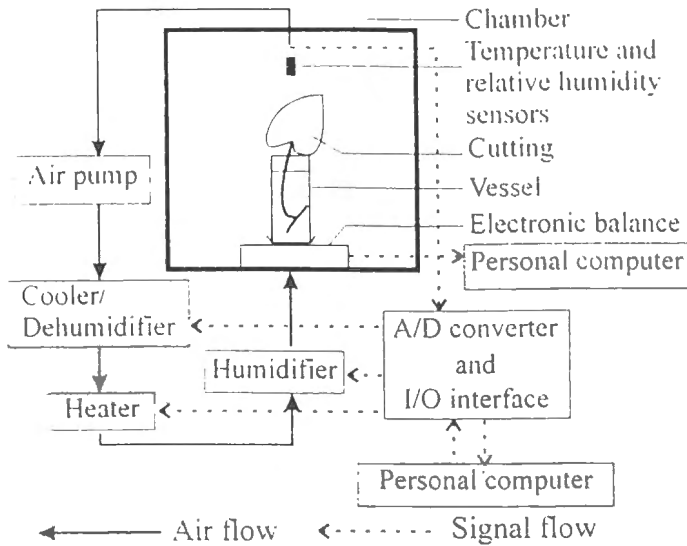 Chamber
Temperature and
relative humidity
sensors
Cutting
Vessel
Electronic balance
Personal computer
Air pump
Cooler/
Dehumidifier
Heater
Humidifier
A/D converter
and
I/O interface
Personal computer
Air flow
Signal flow